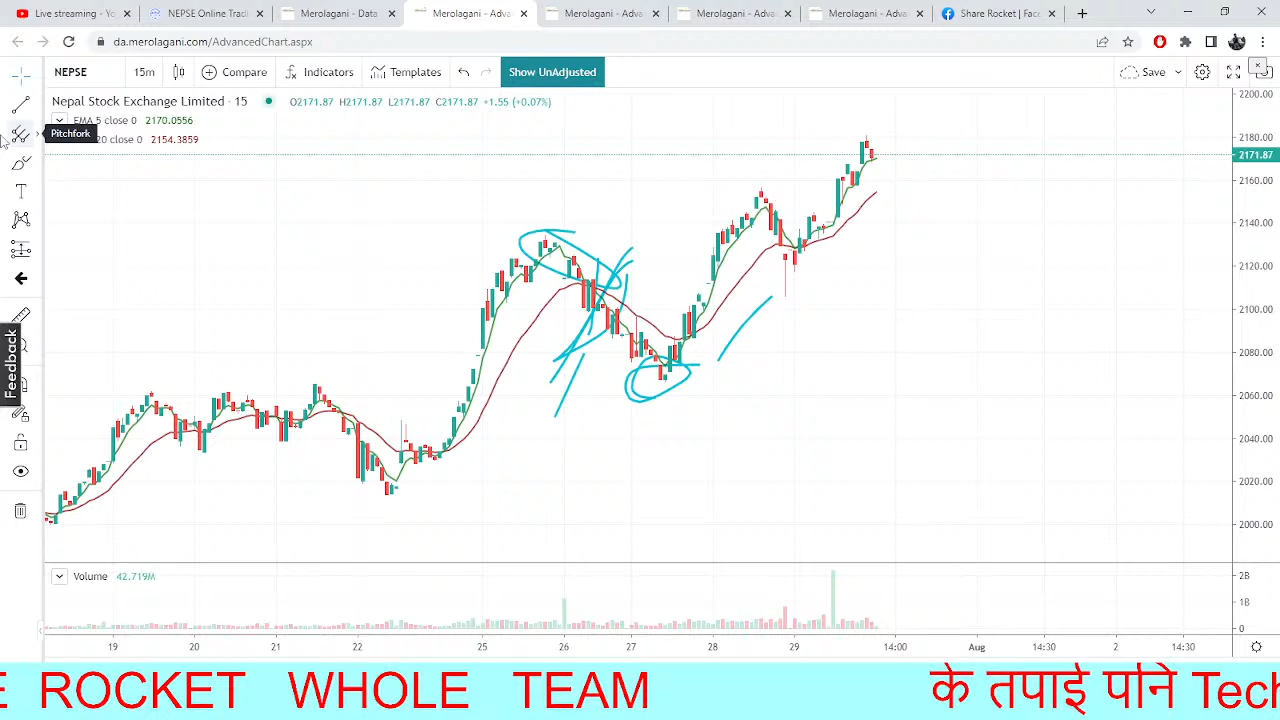 Live streaming - Yo
NEPSE Online Track
Merolagani - Data
Merolagani - Adva
Merolagani - Adva
Merolagani - Adva
Merolagani - Adva
Share Rocket | Face
da.merolagani.com/AdvancedChart.aspx
NEPSE 15m Compare Indicators Templates Show UnAdjusted Save
Nepal Stock Exchange Limited · 15 O2171.87 H2171.87 L2171.87 C2171.87 +1.55 (+0.07%)
EMA 5 close 0 2170.0556
Pitchfork
20 close 0 2154.3859
Feedback
2200.00
2180.00
2171.87
2160.00
2140.00
2120.00
2100.00
2080.00
2060.00
2040.00
2020.00
2000.00
Volume 42.719M
2B
1B
0
19 20 21 22 25 26 27 28 29 14:00 Aug 14:30 2 14:30
E ROCKET WHOLE TEAM के तपाई पनि Tech